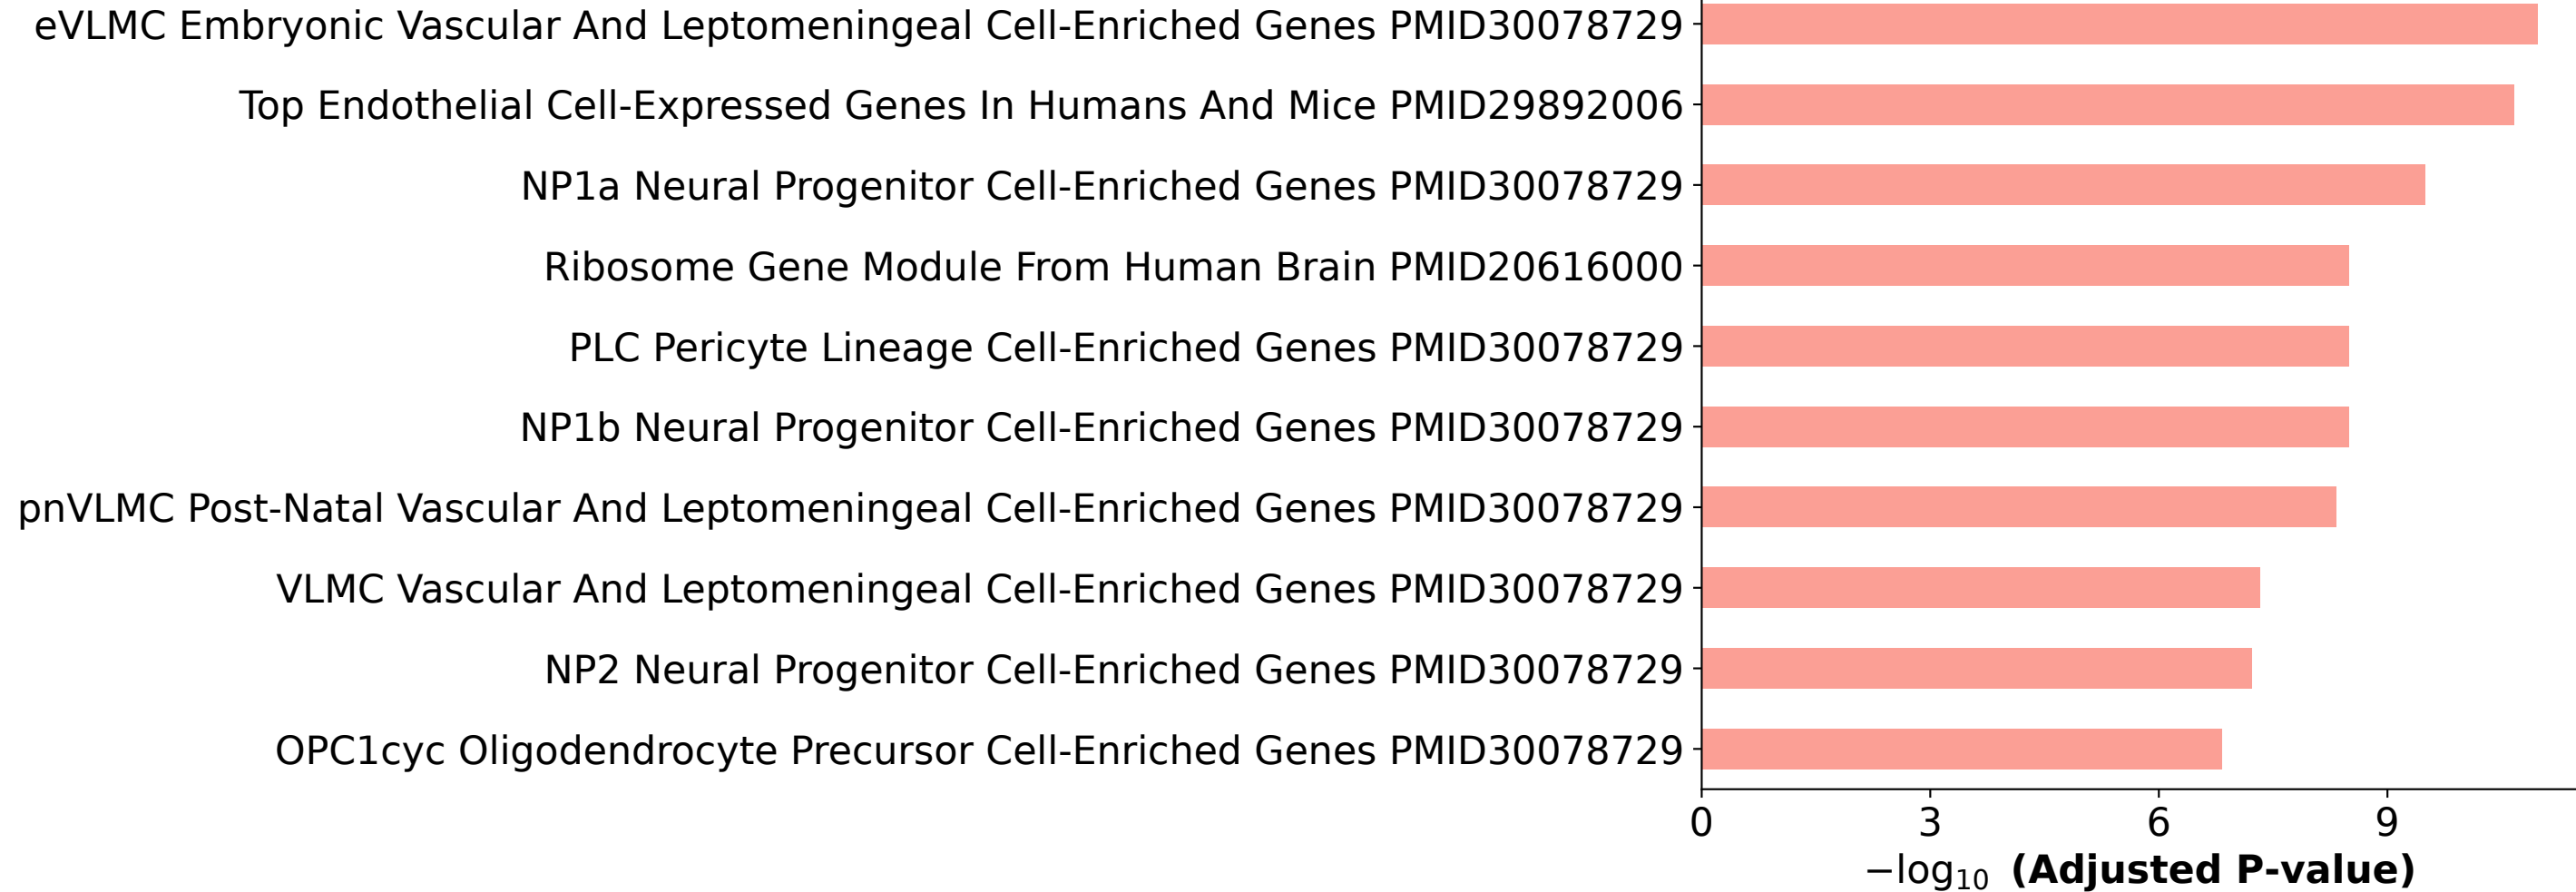 eVLMC Embryonic Vascular And Leptomeningeal Cell-Enriched Genes PMID30078729
Top Endothelial Cell-Expressed Genes In Humans And Mice PMID29892006
NP1a Neural Progenitor Cell-Enriched Genes PMID30078729
Ribosome Gene Module From Human Brain PMID20616000
PLC Pericyte Lineage Cell-Enriched Genes PMID30078729
NP1b Neural Progenitor Cell-Enriched Genes PMID30078729
pnVLMC Post-Natal Vascular And Leptomeningeal Cell-Enriched Genes PMID30078729
VLMC Vascular And Leptomeningeal Cell-Enriched Genes PMID30078729
NP2 Neural Progenitor Cell-Enriched Genes PMID30078729
OPC1cyc Oligodendrocyte Precursor Cell-Enriched Genes PMID30078729
0 3 6 9
−log₁₀ (Adjusted P-value)